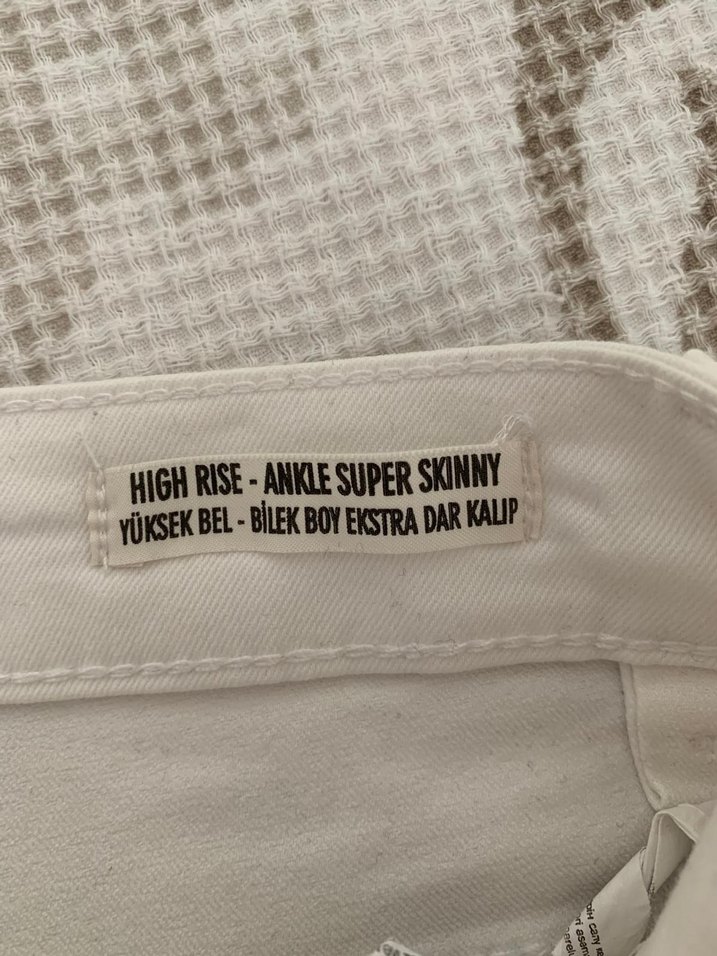 HIGH RISE - ANKLE SUPER SKINNY
YÜKSEK BEL - BİLEK BOY EKSTRA DAR KALIP